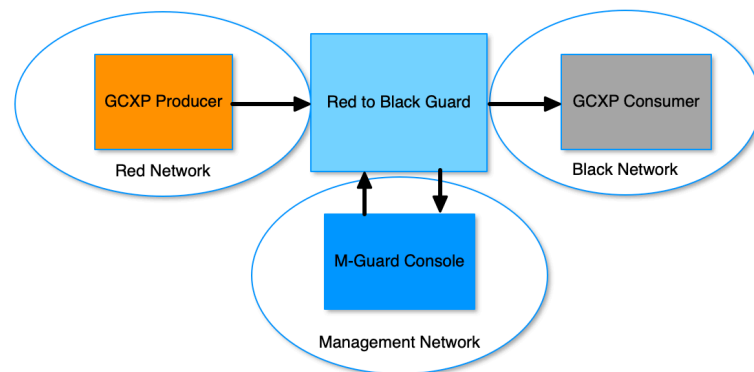 GCXP Producer
Red Network
Red to Black Guard
GCXP Consumer
Black Network
M-Guard Console
Management Network